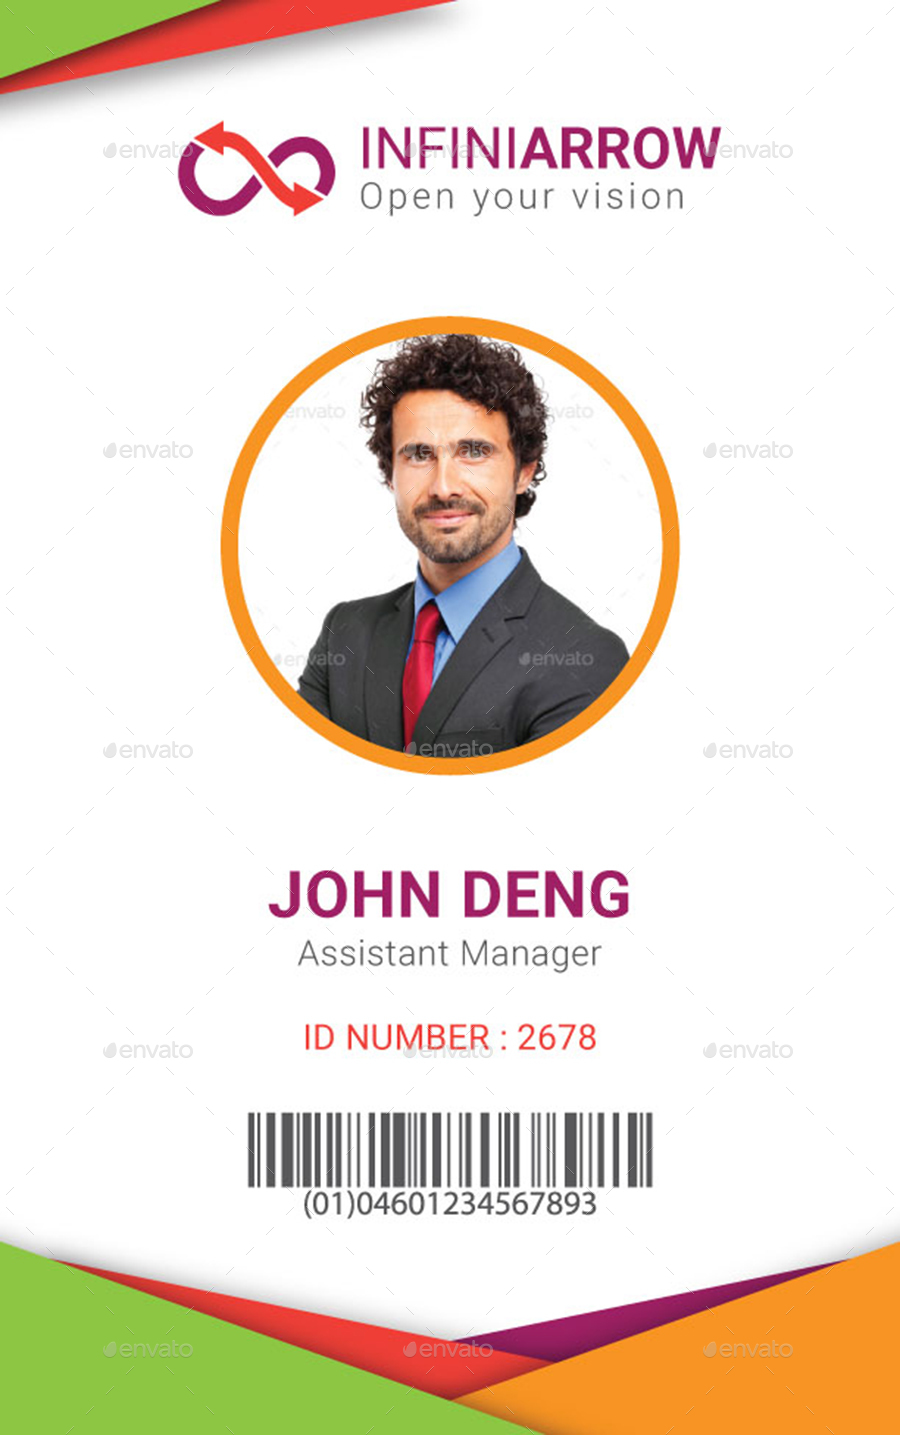 INFINIARROW
Open your vision
envato envato
envato envato
envato envato
envato envato
envato envato envato
JOHN DENG
Assistant Manager
ID NUMBER : 2678
envato envato envato
(01)04601234567893
envato envato envato